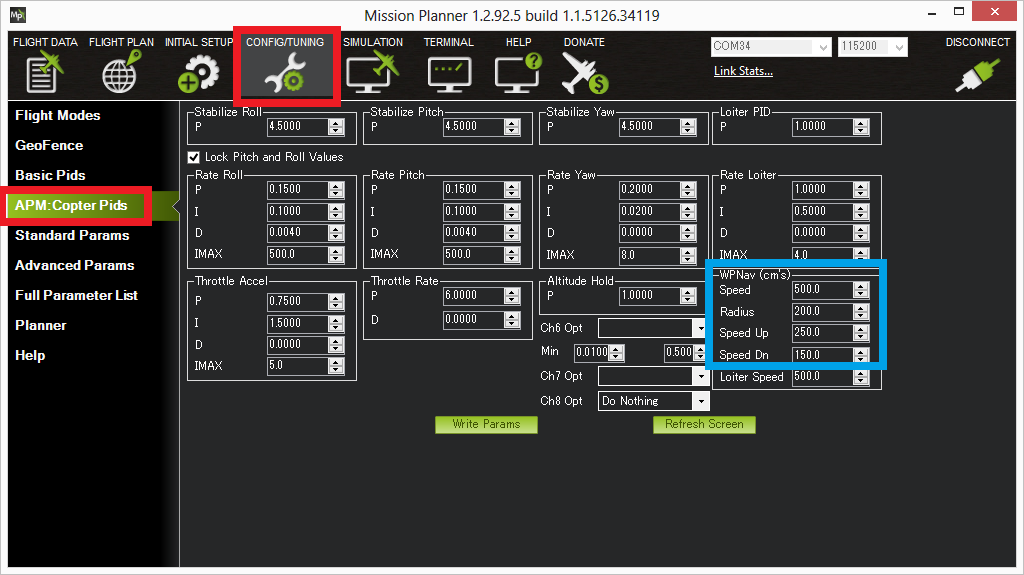 Mp
Mission Planner 1.2.92.5 build 1.1.5126.34119
FLIGHT DATA FLIGHT PLAN INITIAL SETUP CONFIG/TUNING SIMULATION TERMINAL HELP DONATE DISCONNECT
COM34 115200
Link Stats...
Flight Modes
GeoFence
Basic Pids
APM:Copter Pids
Standard Params
Advanced Params
Full Parameter List
Planner
Help
Stabilize Roll
P 4.5000
Stabilize Pitch
P 4.5000
Stabilize Yaw
P 4.5000
Loiter PID
P 1.0000
Lock Pitch and Roll Values
Rate Roll
P 0.1500
I 0.1000
D 0.0040
IMAX 500.0
Rate Pitch
P 0.1500
I 0.1000
D 0.0040
IMAX 500.0
Rate Yaw
P 0.2000
I 0.0200
D 0.0000
IMAX 8.0
Rate Loiter
P 1.0000
I 0.5000
D 0.0000
IMAX 4.0
Throttle Accel
P 0.7500
I 1.5000
D 0.0000
IMAX 5.0
Throttle Rate
P 6.0000
D 0.0000
Altitude Hold
P 1.0000
Ch6 Opt
Min 0.0100 0.500
Ch7 Opt
Ch8 Opt Do Nothing
WPNav (cm's)
Speed 500.0
Radius 200.0
Speed Up 250.0
Speed Dn 150.0
Loiter Speed 500.0
Write Params Refresh Screen